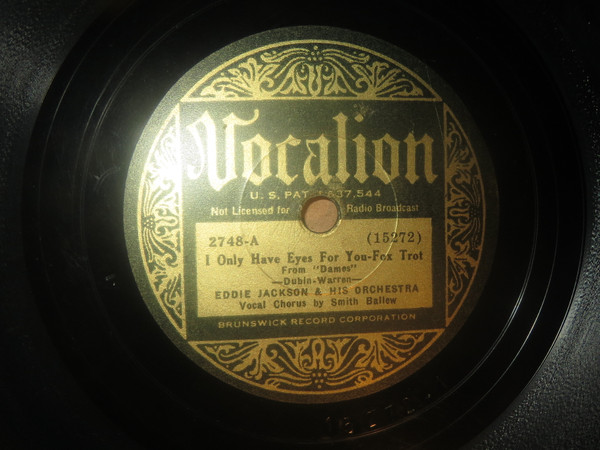 Vocalion
U. S. PAT. 1,637,544
Not Licensed for Radio Broadcast
2748-A (15272)
I Only Have Eyes For You-Fox Trot
From "Dames"
—Dubin-Warren—
EDDIE JACKSON & HIS ORCHESTRA
Vocal Chorus by Smith Ballew
BRUNSWICK RECORD CORPORATION